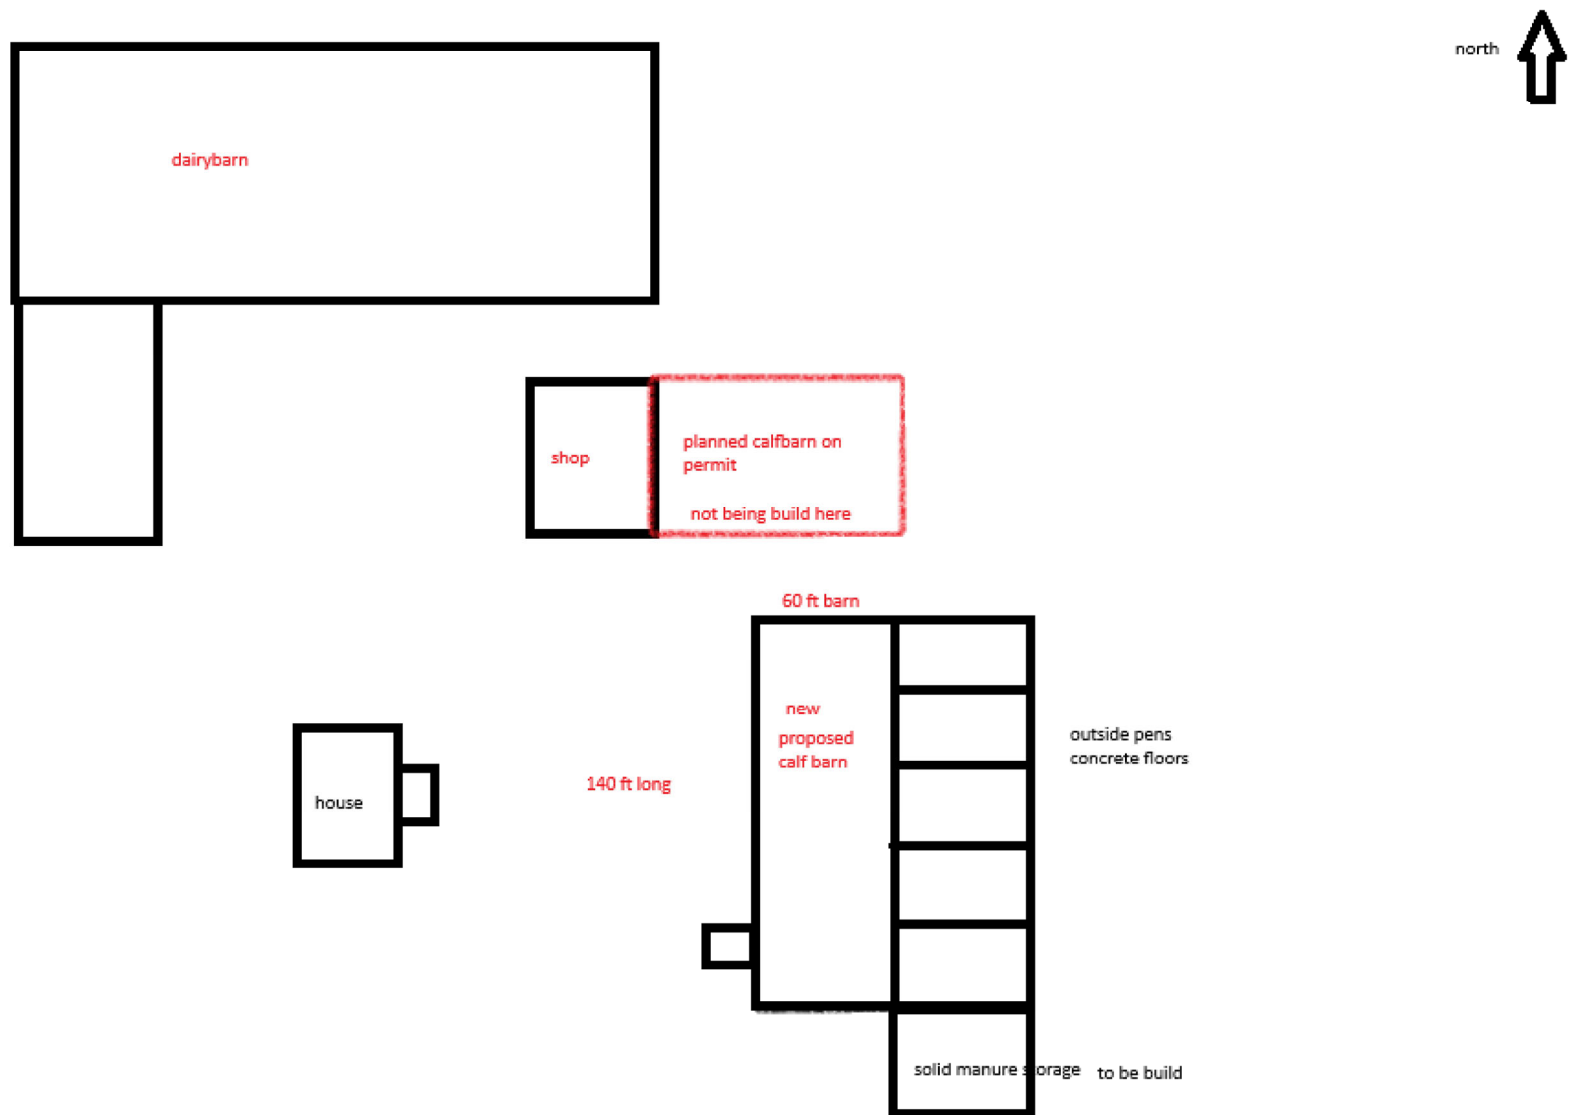 north
dairybarn
shop
planned calfbarn on
permit
not being build here
60 ft barn
new
proposed
calf barn
140 ft long
house
outside pens
concrete floors
solid manure storage
to be build